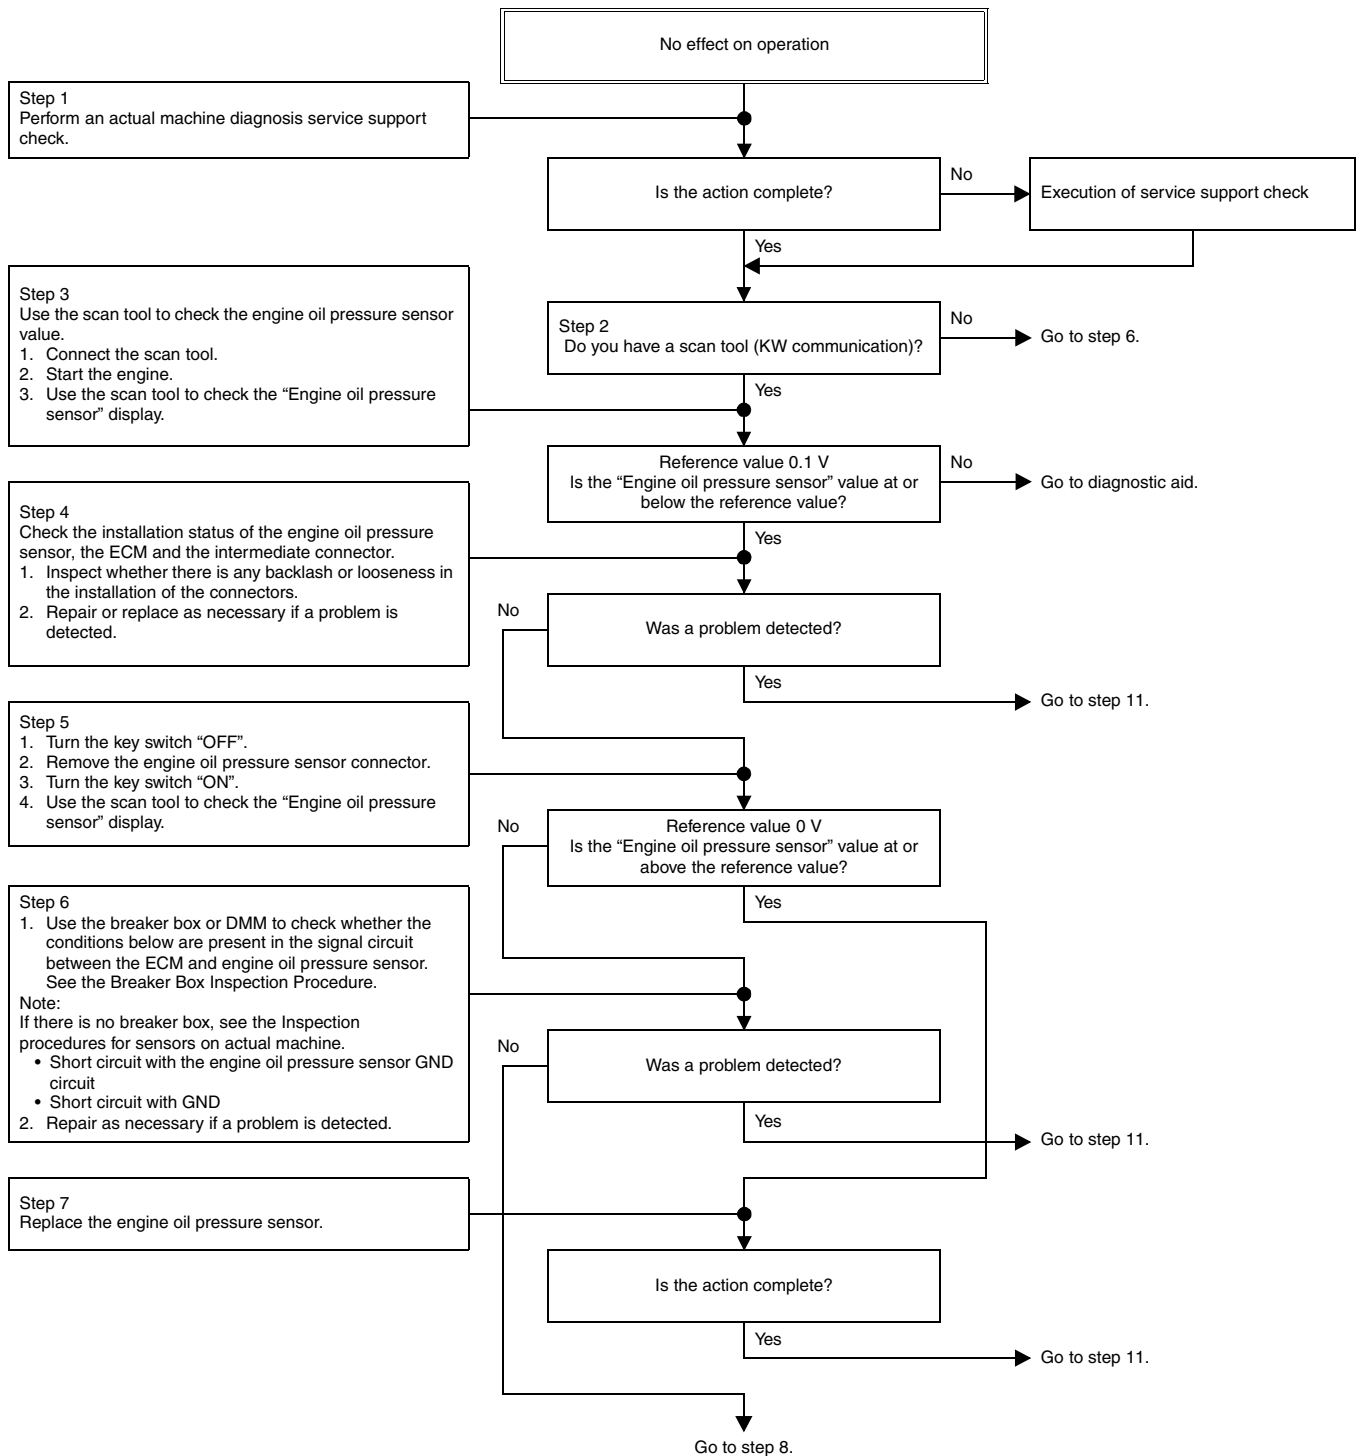 No effect on operation
Step 1
Perform an actual machine diagnosis service support
check.
Is the action complete?
No
Execution of service support check
Yes
Step 3
Use the scan tool to check the engine oil pressure sensor
value.
1. Connect the scan tool.
2. Start the engine.
3. Use the scan tool to check the “Engine oil pressure
sensor” display.
Step 2
Do you have a scan tool (KW communication)?
No
Go to step 6.
Yes
Reference value 0.1 V
Is the “Engine oil pressure sensor” value at or
below the reference value?
No
Go to diagnostic aid.
Yes
Step 4
Check the installation status of the engine oil pressure
sensor, the ECM and the intermediate connector.
1. Inspect whether there is any backlash or looseness in
the installation of the connectors.
2. Repair or replace as necessary if a problem is
detected.
No
Was a problem detected?
Yes
Go to step 11.
Step 5
1. Turn the key switch “OFF”.
2. Remove the engine oil pressure sensor connector.
3. Turn the key switch “ON”.
4. Use the scan tool to check the “Engine oil pressure
sensor” display.
No
Reference value 0 V
Is the “Engine oil pressure sensor” value at or
above the reference value?
Yes
Step 6
1. Use the breaker box or DMM to check whether the
conditions below are present in the signal circuit
between the ECM and engine oil pressure sensor.
See the Breaker Box Inspection Procedure.
Note:
If there is no breaker box, see the Inspection
procedures for sensors on actual machine.
• Short circuit with the engine oil pressure sensor GND
circuit
• Short circuit with GND
2. Repair as necessary if a problem is detected.
No
Was a problem detected?
Yes
Go to step 11.
Step 7
Replace the engine oil pressure sensor.
Is the action complete?
Yes
Go to step 11.
Go to step 8.